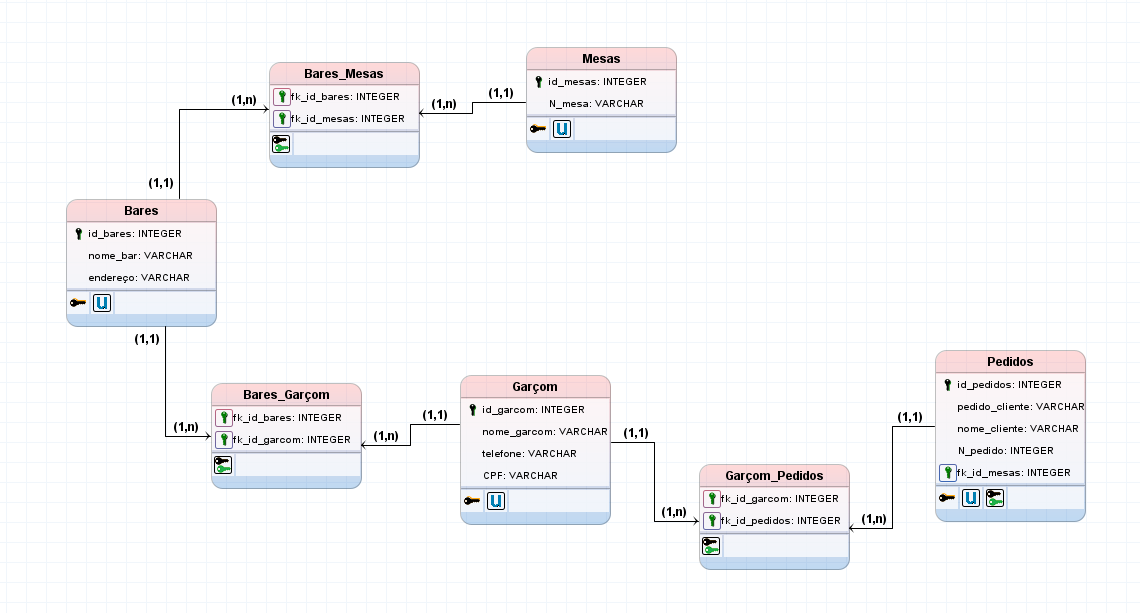 Mesas
id_mesas: INTEGER
N_mesa: VARCHAR
U
(1,1)
Bares_Mesas
fk_id_bares: INTEGER
fk_id_mesas: INTEGER
(1,n)
(1,n)
(1,1)
Bares
id_bares: INTEGER
nome_bar: VARCHAR
endereço: VARCHAR
U
(1,1)
(1,n)
Bares_Garçom
fk_id_bares: INTEGER
fk_id_garcom: INTEGER
(1,n)
(1,1)
Garçom
id_garcom: INTEGER
nome_garcom: VARCHAR
telefone: VARCHAR
CPF: VARCHAR
U
(1,1)
(1,n)
Garçom_Pedidos
fk_id_garcom: INTEGER
fk_id_pedidos: INTEGER
(1,n)
(1,1)
Pedidos
id_pedidos: INTEGER
pedido_cliente: VARCHAR
nome_cliente: VARCHAR
N_pedido: INTEGER
fk_id_mesas: INTEGER
U